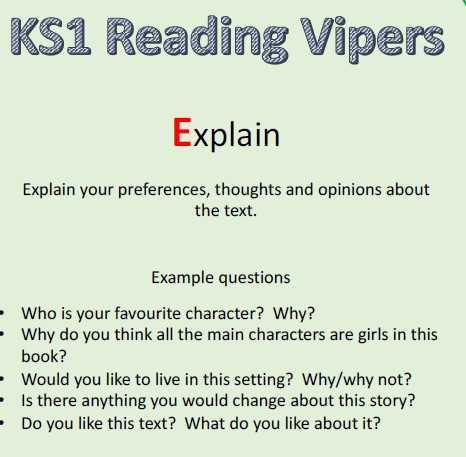 KS1 Reading Vipers
Explain
Explain your preferences, thoughts and opinions about
the text.
Example questions
• Who is your favourite character?  Why?
• Why do you think all the main characters are girls in this
book?
• Would you like to live in this setting?  Why/why not?
• Is there anything you would change about this story?
• Do you like this text?  What do you like about it?